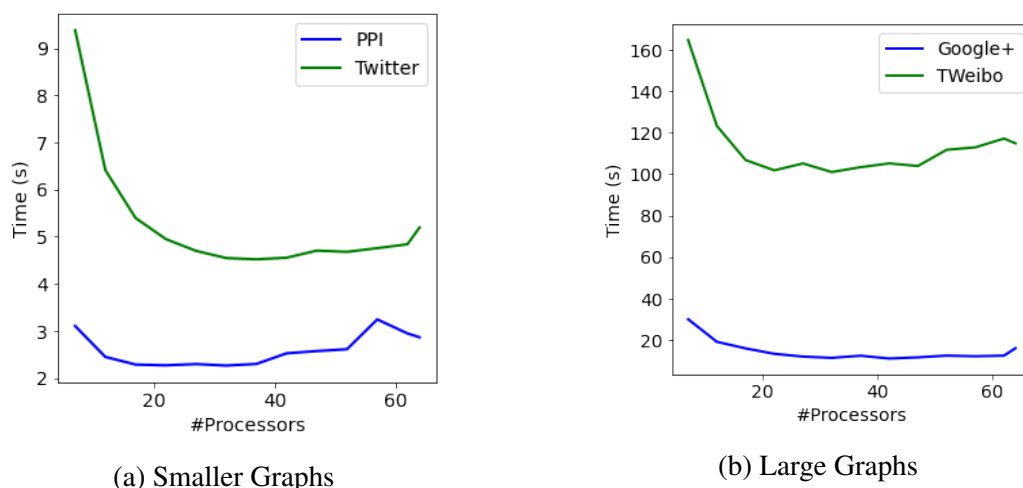 PPI
Twitter
9
8
7
6
5
4
3
2
Time (s)
20
40
60
#Processors
(a) Smaller Graphs
Google+
TWeibo
160
140
120
100
80
60
40
20
Time (s)
20
40
60
#Processors
(b) Large Graphs